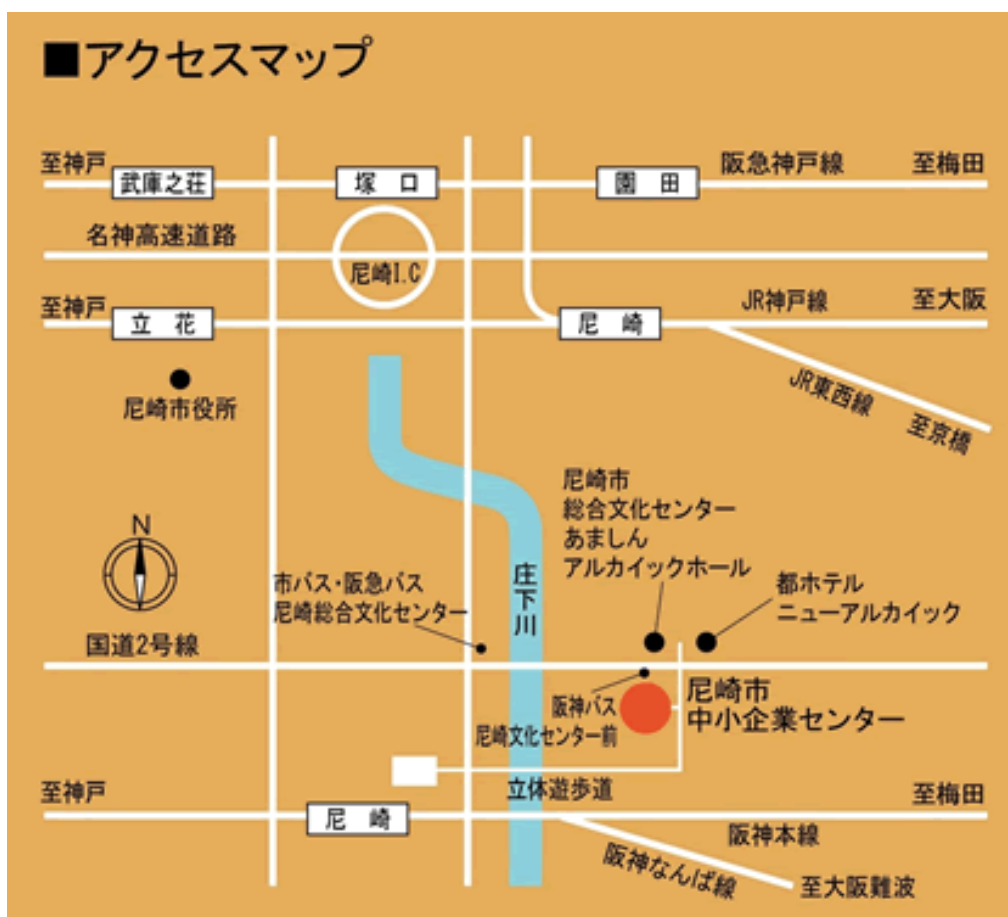 ■アクセスマップ
至神戸
武庫之荘
塚口
園田
阪急神戸線
至梅田
名神高速道路
尼崎I.C
至神戸
立花
尼崎
JR神戸線
至大阪
JR東西線
至京橋
尼崎市役所
尼崎市
総合文化センター
あましん
アルカイックホール
N
市バス・阪急バス
尼崎総合文化センター
庄下川
都ホテル
ニューアルカイック
国道2号線
阪神バス
尼崎文化センター前
尼崎市
中小企業センター
立体遊歩道
至神戸
尼崎
至梅田
阪神本線
阪神なんば線
至大阪難波